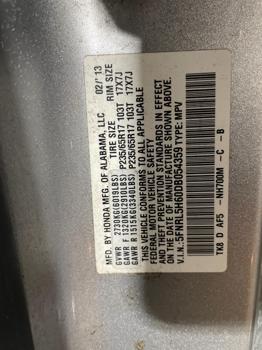 MFD. BY HONDA MFG. OF ALABAMA, LLC 02/'13
TIRE SIZE RIM SIZE
GVWR 2730KG(6019LBS)
GAWR F 1320KG(2910LBS) P235/65R17 103T 17X7J
GAWR R 1515KG(3340LBS) P235/65R17 103T 17X7J
THIS VEHICLE CONFORMS TO ALL APPLICABLE
FEDERAL MOTOR VEHICLE SAFETY
AND THEFT PREVENTION STANDARDS IN EFFECT
ON THE DATE OF MANUFACTURE SHOWN ABOVE.
V.I.N.: 5FNRL5H60DB054359 TYPE: MPV
TK8 D AF5 - NH700M - C - B